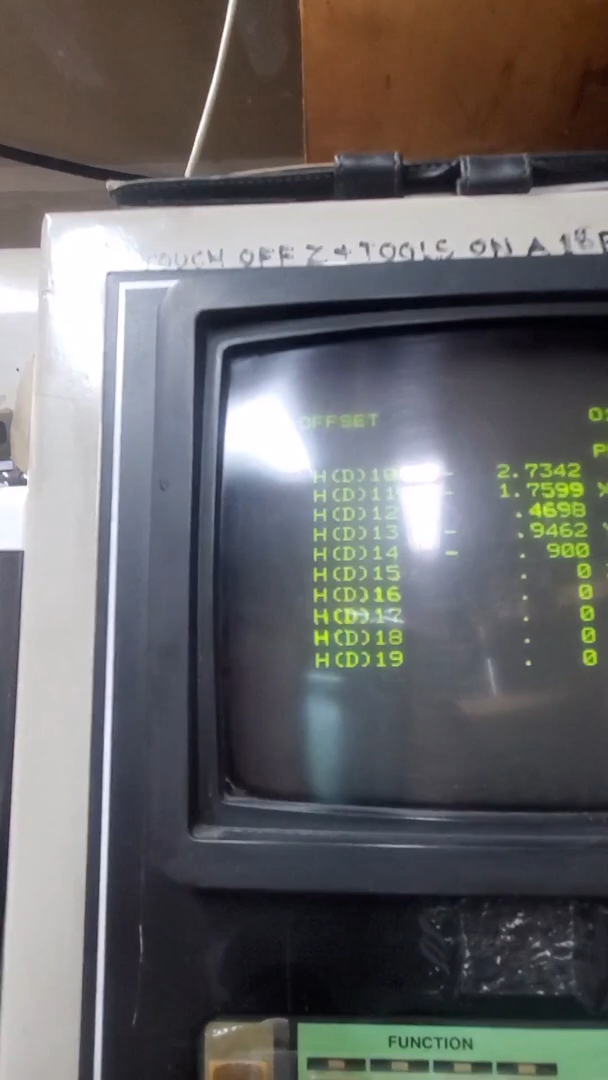 TOUCH OFF Z + TOOLS ON A
OFFSET
H(D)10 - 2.7342
H(D)11 - 1.7599
H(D)12 .4698
H(D)13 - .9462
H(D)14 - . 900
H(D)15 . 0
H(D)16 . 0
H(D)17 . 0
H(D)18 . 0
H(D)19 . 0
FUNCTION